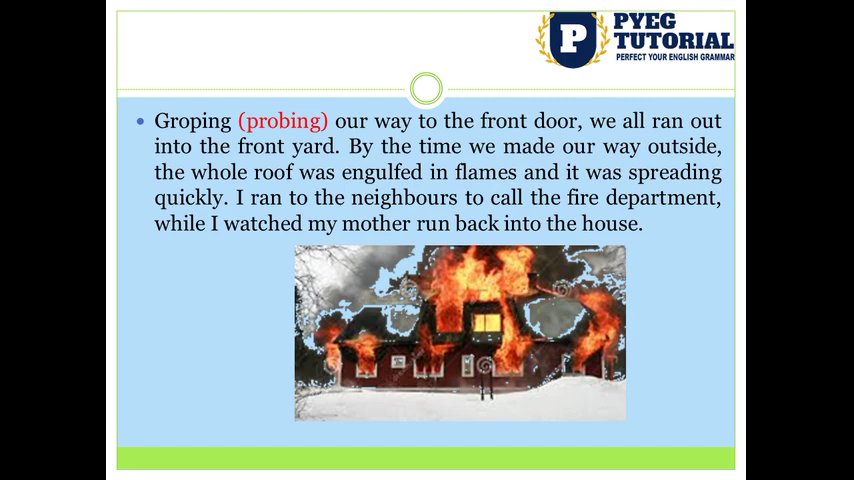 P
PYEG
TUTORIAL
PERFECT YOUR ENGLISH GRAMMAR
• Groping (probing) our way to the front door, we all ran out
into the front yard. By the time we made our way outside,
the whole roof was engulfed in flames and it was spreading
quickly. I ran to the neighbours to call the fire department,
while I watched my mother run back into the house.